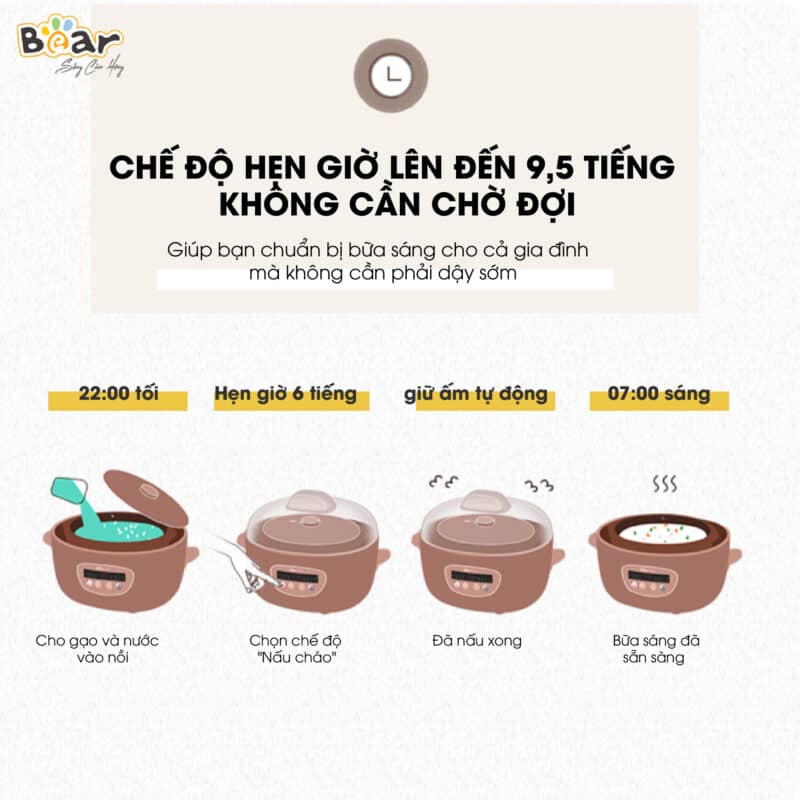 Bear
Sống Cân Hứng
CHẾ ĐỘ HẸN GIỜ LÊN ĐẾN 9,5 TIẾNG
KHÔNG CẦN CHỜ ĐỢI
Giúp bạn chuẩn bị bữa sáng cho cả gia đình
mà không cần phải dậy sớm
22:00 tối
Hẹn giờ 6 tiếng
giữ ấm tự động
07:00 sáng
Cho gạo và nước
vào nồi
Chọn chế độ
"Nấu cháo"
Đã nấu xong
Bữa sáng đã
sẵn sàng